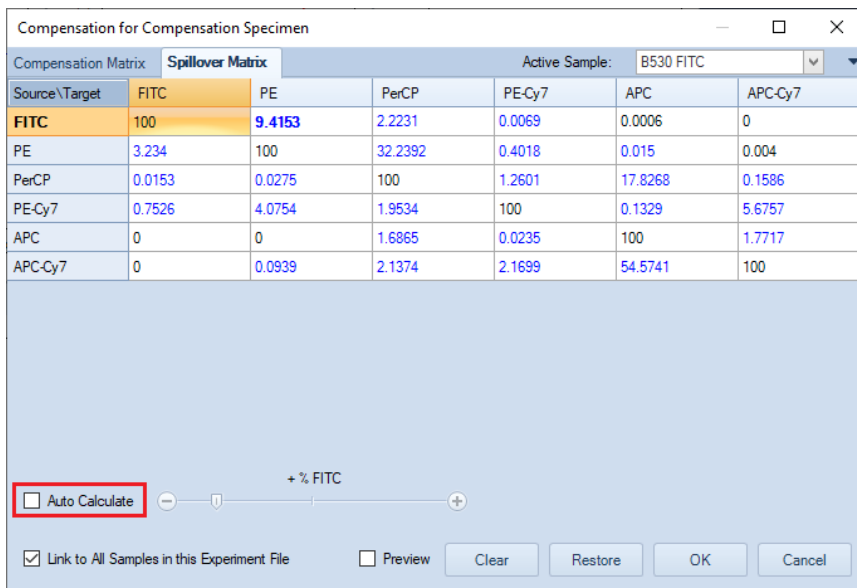 Compensation for Compensation Specimen
Compensation Matrix Spillover Matrix Active Sample: B530 FITC
Source\Target FITC PE PerCP PE-Cy7 APC APC-Cy7
FITC 100 9.4153 2.2231 0.0069 0.0006 0
PE 3.234 100 32.2392 0.4018 0.015 0.004
PerCP 0.0153 0.0275 100 1.2601 17.8268 0.1586
PE-Cy7 0.7526 4.0754 1.9534 100 0.1329 5.6757
APC 0 0 1.6865 0.0235 100 1.7717
APC-Cy7 0 0.0939 2.1374 2.1699 54.5741 100
+ % FITC
Auto Calculate
Link to All Samples in this Experiment File Preview Clear Restore OK Cancel